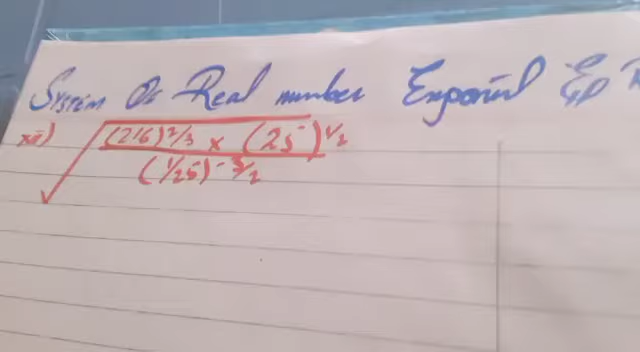 System Of Real number Exponent &
xii) √(216)^2/3 × (25)^1/2
(1/25)^-3/2